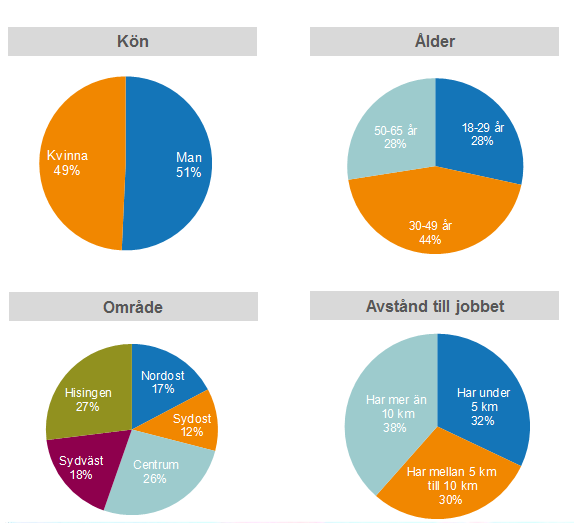 Kön
Kvinna
49%
Man
51%
Ålder
50-65 år
28%
18-29 år
28%
30-49 år
44%
Område
Hisingen
27%
Nordost
17%
Sydost
12%
Sydväst
18%
Centrum
26%
Avstånd till jobbet
Har mer än
10 km
38%
Har under
5 km
32%
Har mellan 5 km
till 10 km
30%